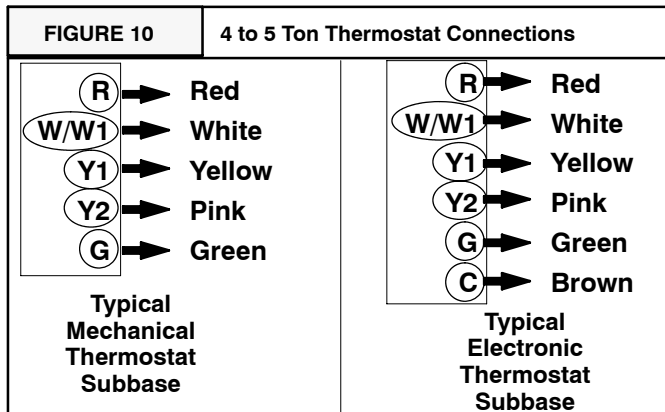 FIGURE 10
4 to 5 Ton Thermostat Connections
R Red
W/W1 White
Y1 Yellow
Y2 Pink
G Green
Typical
Mechanical
Thermostat
Subbase
R Red
W/W1 White
Y1 Yellow
Y2 Pink
G Green
C Brown
Typical
Electronic
Thermostat
Subbase